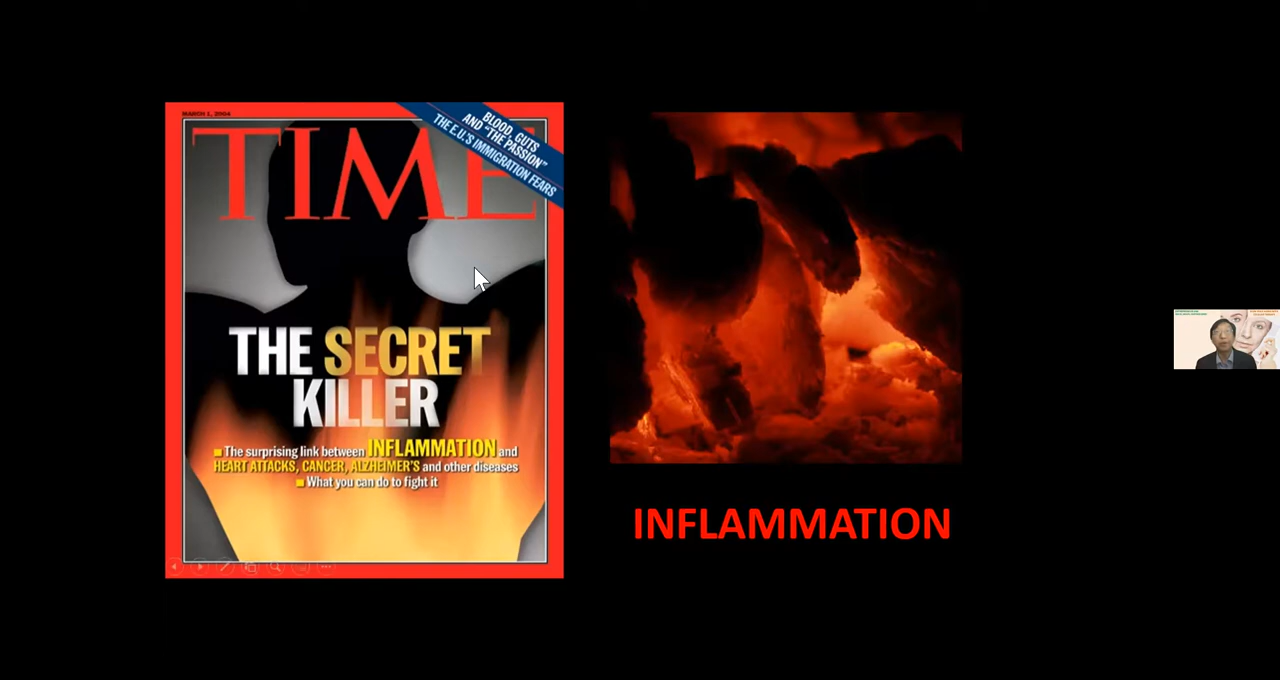 MARCH 1, 2004
TIME
BLOOD, GUTS
AND "THE PASSION"
THE E.U.'S IMMIGRATION FEARS
THE SECRET
KILLER
The surprising link between INFLAMMATION and
HEART ATTACKS, CANCER, ALZHEIMER'S and other diseases
What you can do to fight it
INFLAMMATION